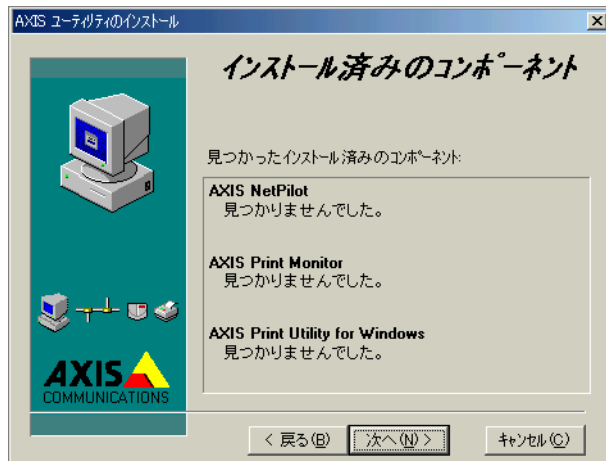 AXIS ユーティリティのインストール
インストール済みのコンポーネント
見つかったインストール済みのコンポーネント:
AXIS NetPilot
見つかりませんでした。
AXIS Print Monitor
見つかりませんでした。
AXIS Print Utility for Windows
見つかりませんでした。
AXIS
COMMUNICATIONS
< 戻る(B)
次へ(N) >
キャンセル(C)